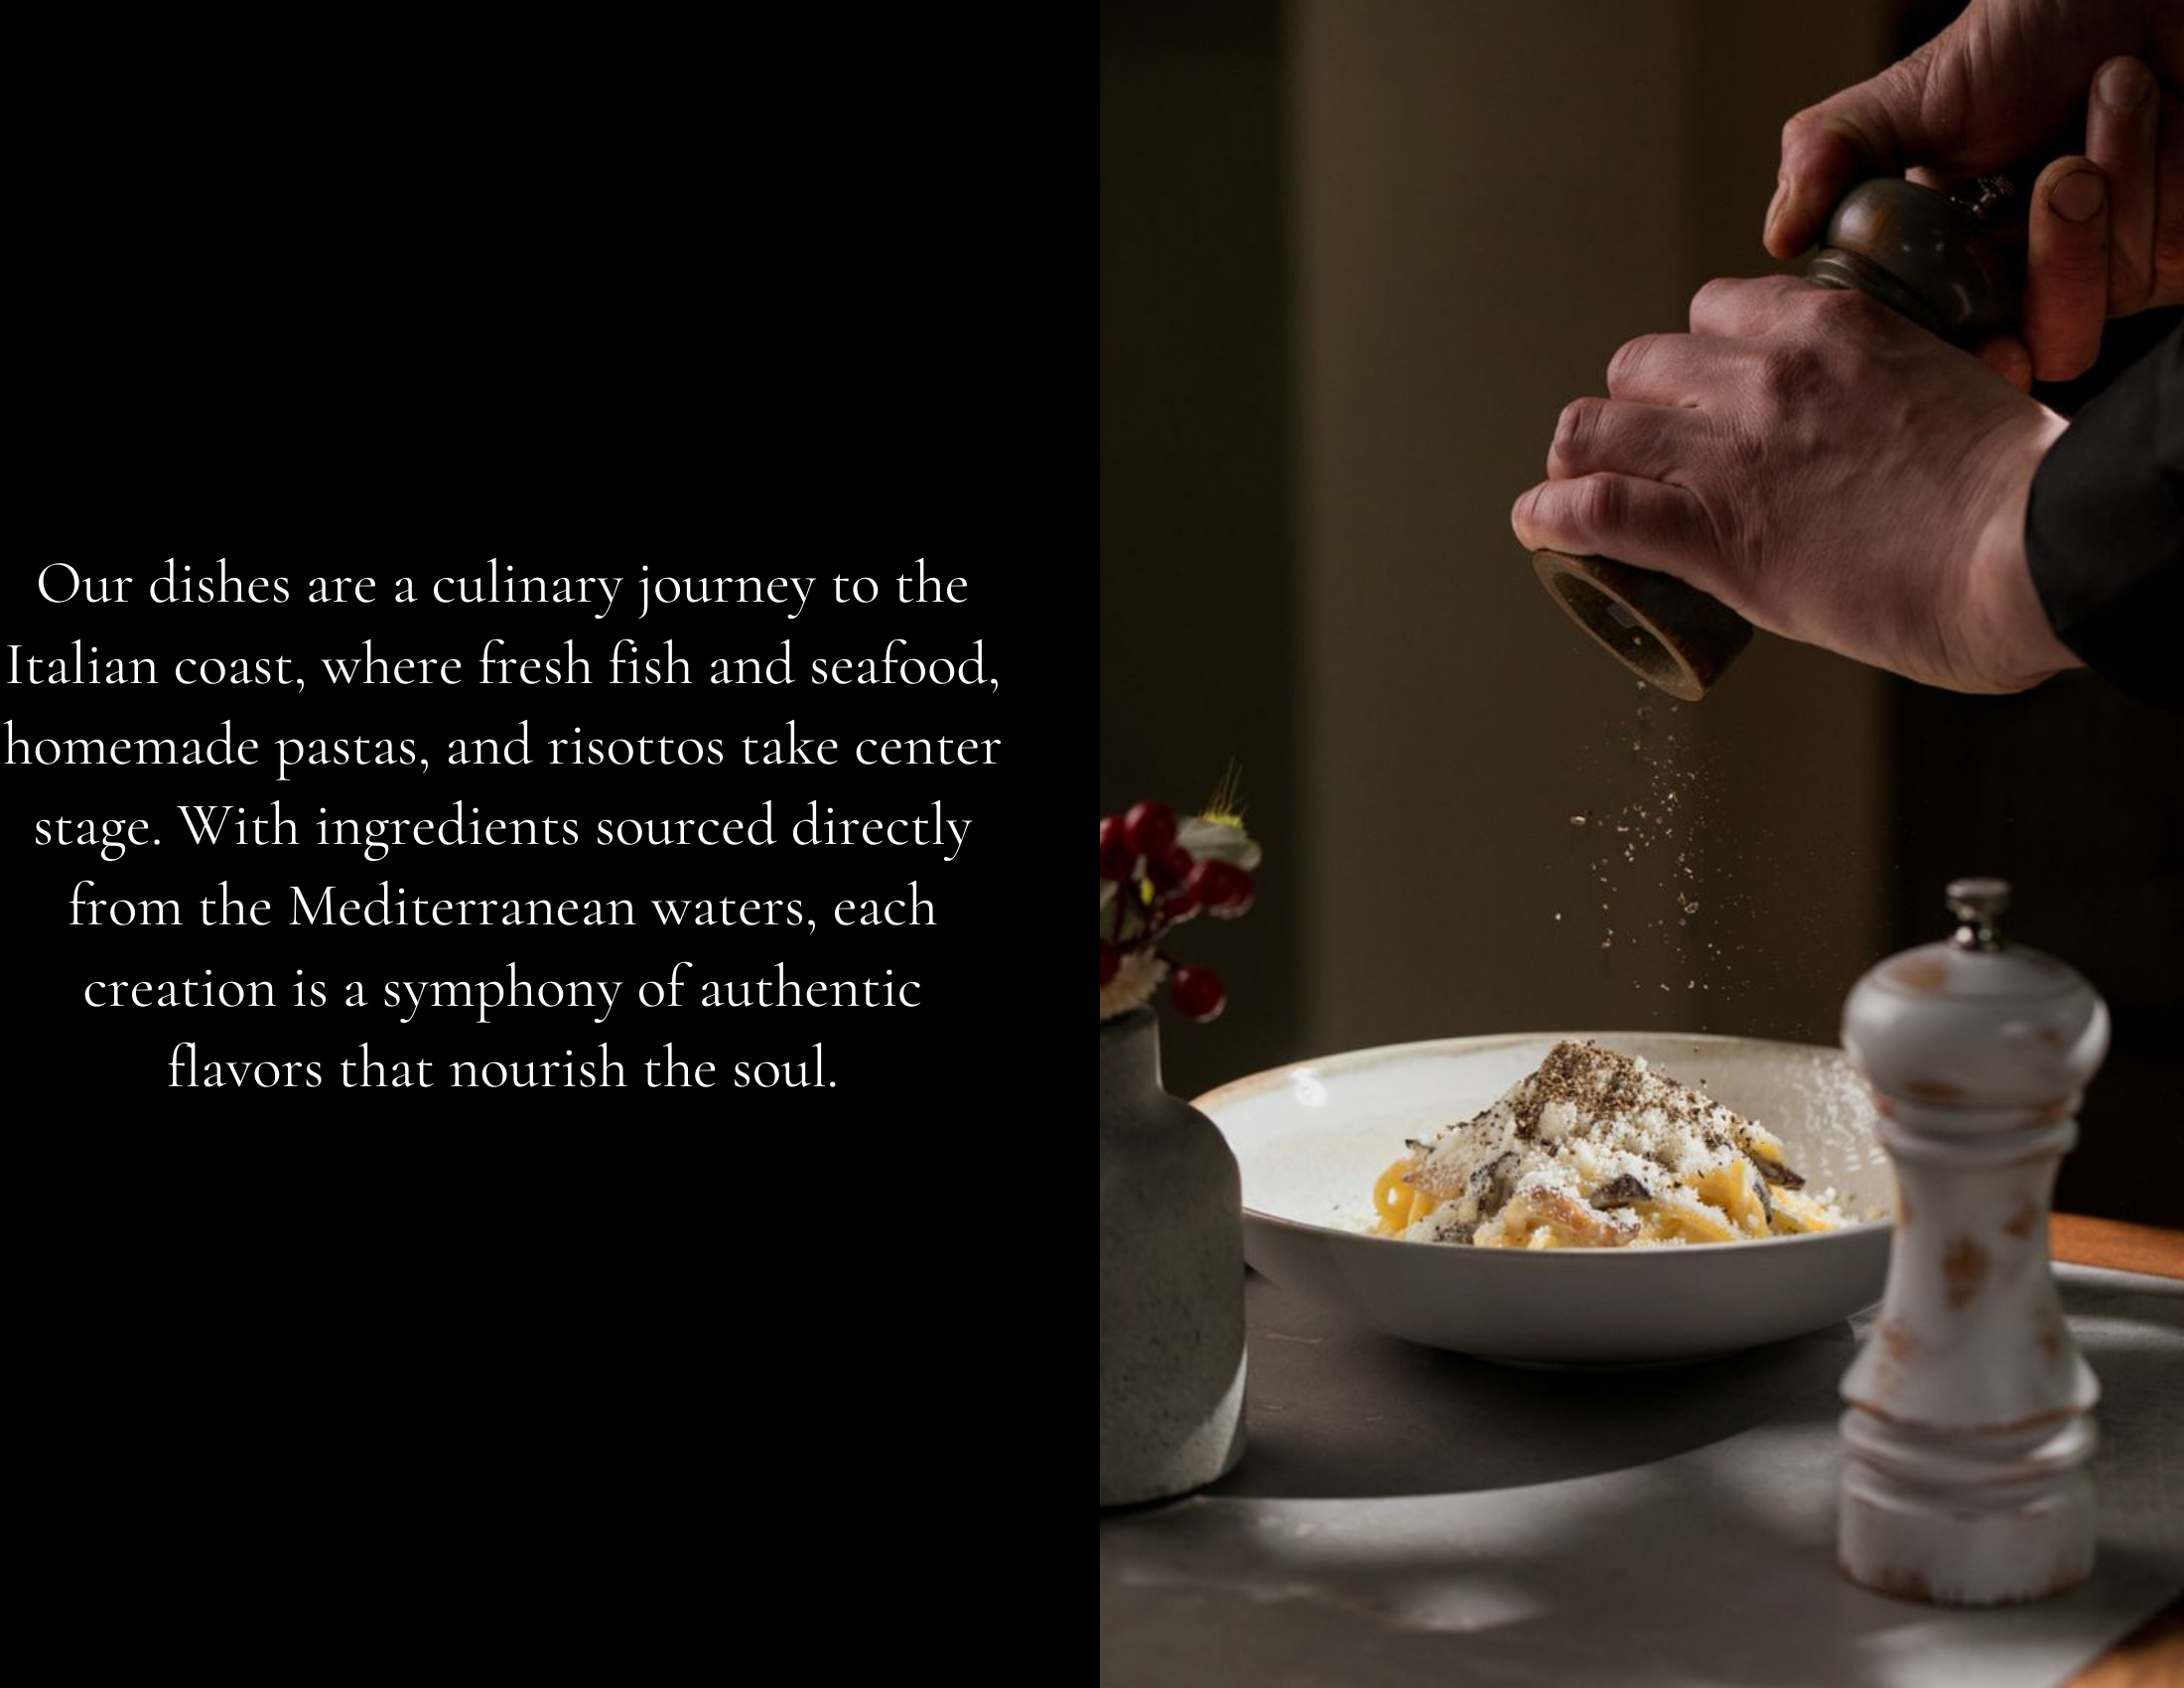 Our dishes are a culinary journey to the
Italian coast, where fresh fish and seafood,
homemade pastas, and risottos take center
stage. With ingredients sourced directly
from the Mediterranean waters, each
creation is a symphony of authentic
flavors that nourish the soul.